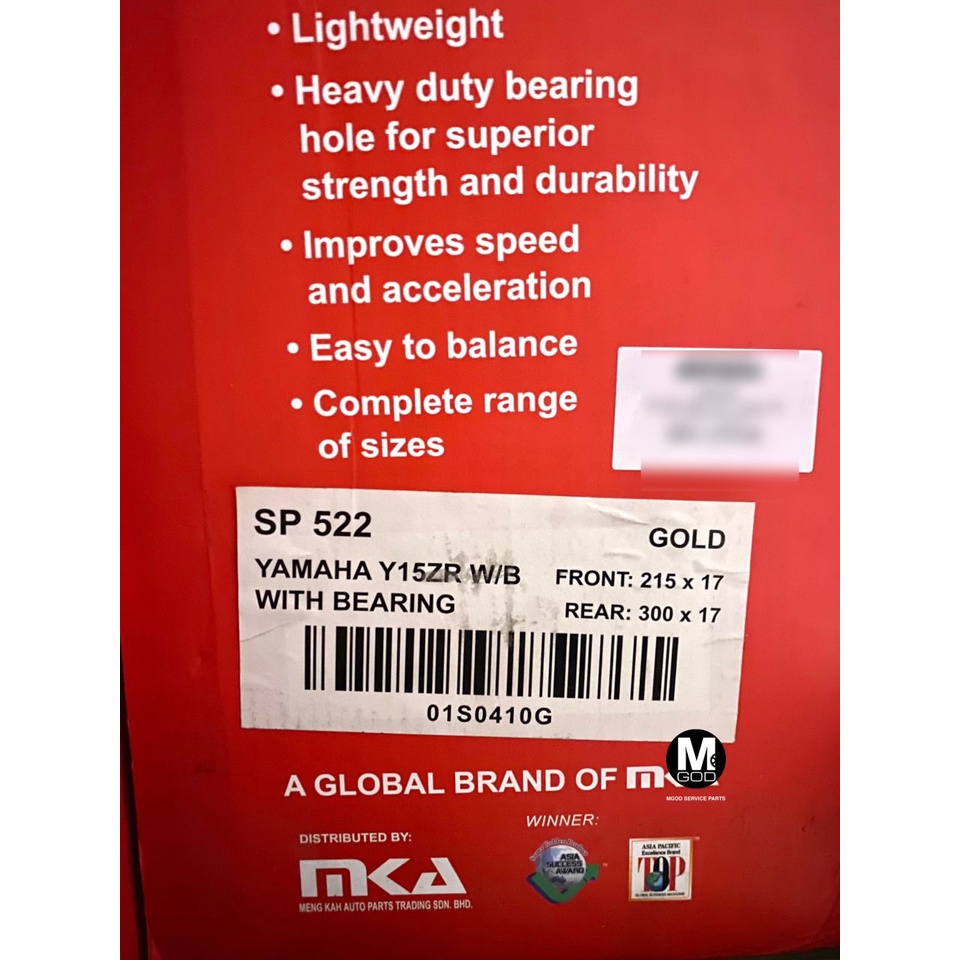 • Lightweight
• Heavy duty bearing
hole for superior
strength and durability
• Improves speed
and acceleration
• Easy to balance
• Complete range
of sizes
SP 522
GOLD
YAMAHA Y15ZR W/B
FRONT: 215 x 17
WITH BEARING
REAR: 300 x 17
01S0410G
A GLOBAL BRAND OF
M
GOD
MGOD SERVICE PARTS
WINNER:
DISTRIBUTED BY:
MKA
MENG KAH AUTO PARTS TRADING SDN. BHD.
ASIA
SUCCESS
AWARD
ASIA PACIFIC
Excellence Brand
TOP